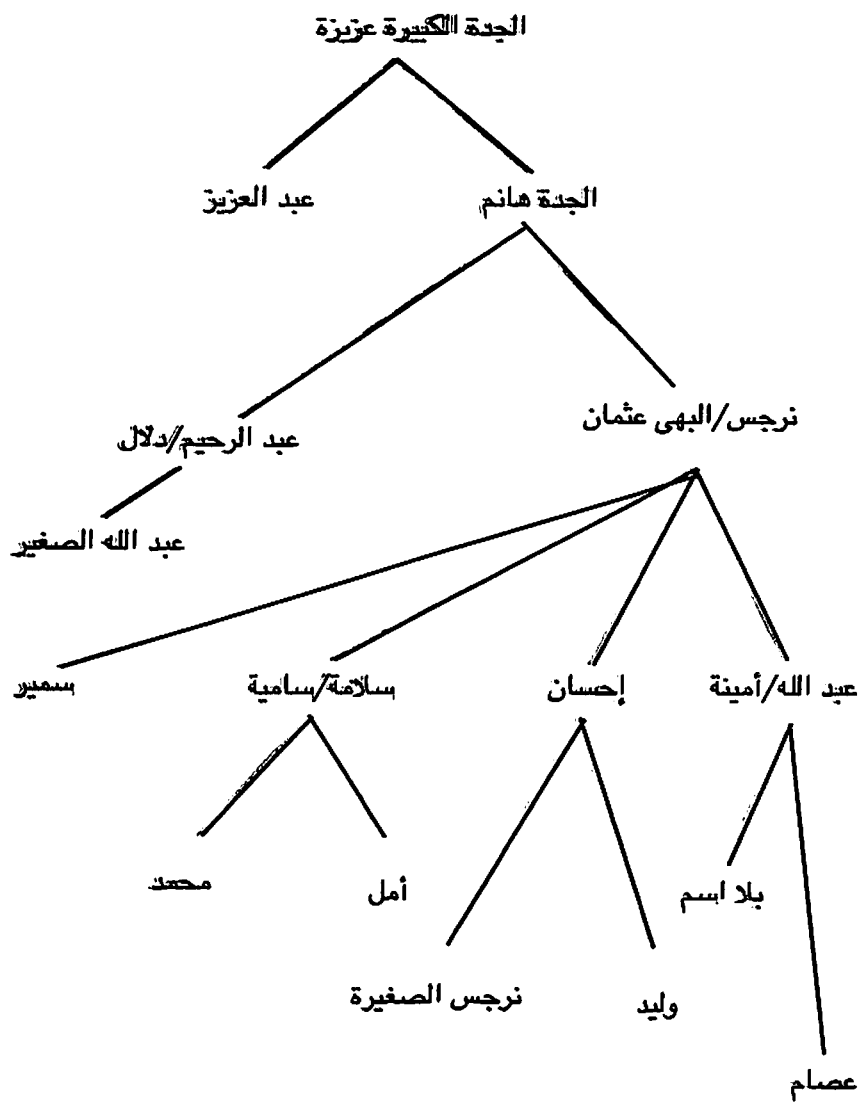 الجدة الكبيرة عزيزة
الجدة هانم
عبد العزيز
نرجس/البهى عثمان
عبد الرحيم/دلال
عبد الله الصغير
عبد الله/أمينة
إحسان
سلامة/سامية
سمير
بلا اسم
أمل
محمد
وليد
نرجس الصغيرة
عصام